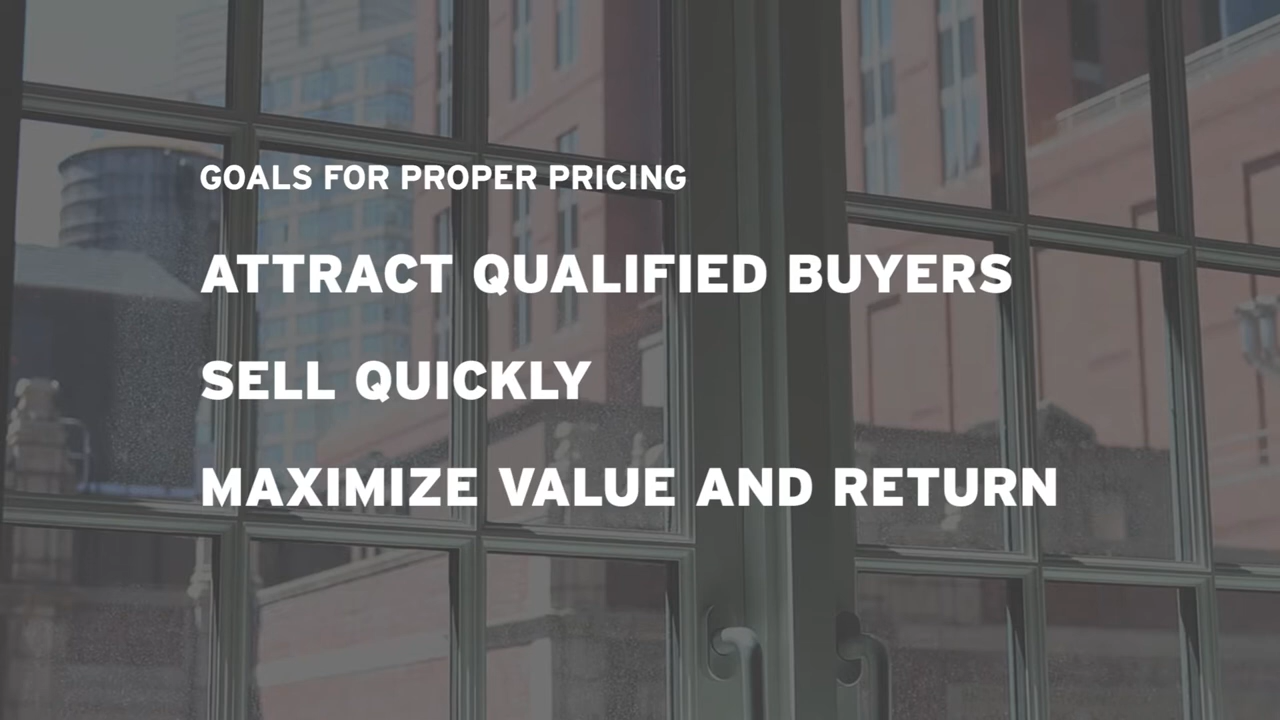 GOALS FOR PROPER PRICING
ATTRACT QUALIFIED BUYERS
SELL QUICKLY
MAXIMIZE VALUE AND RETURN